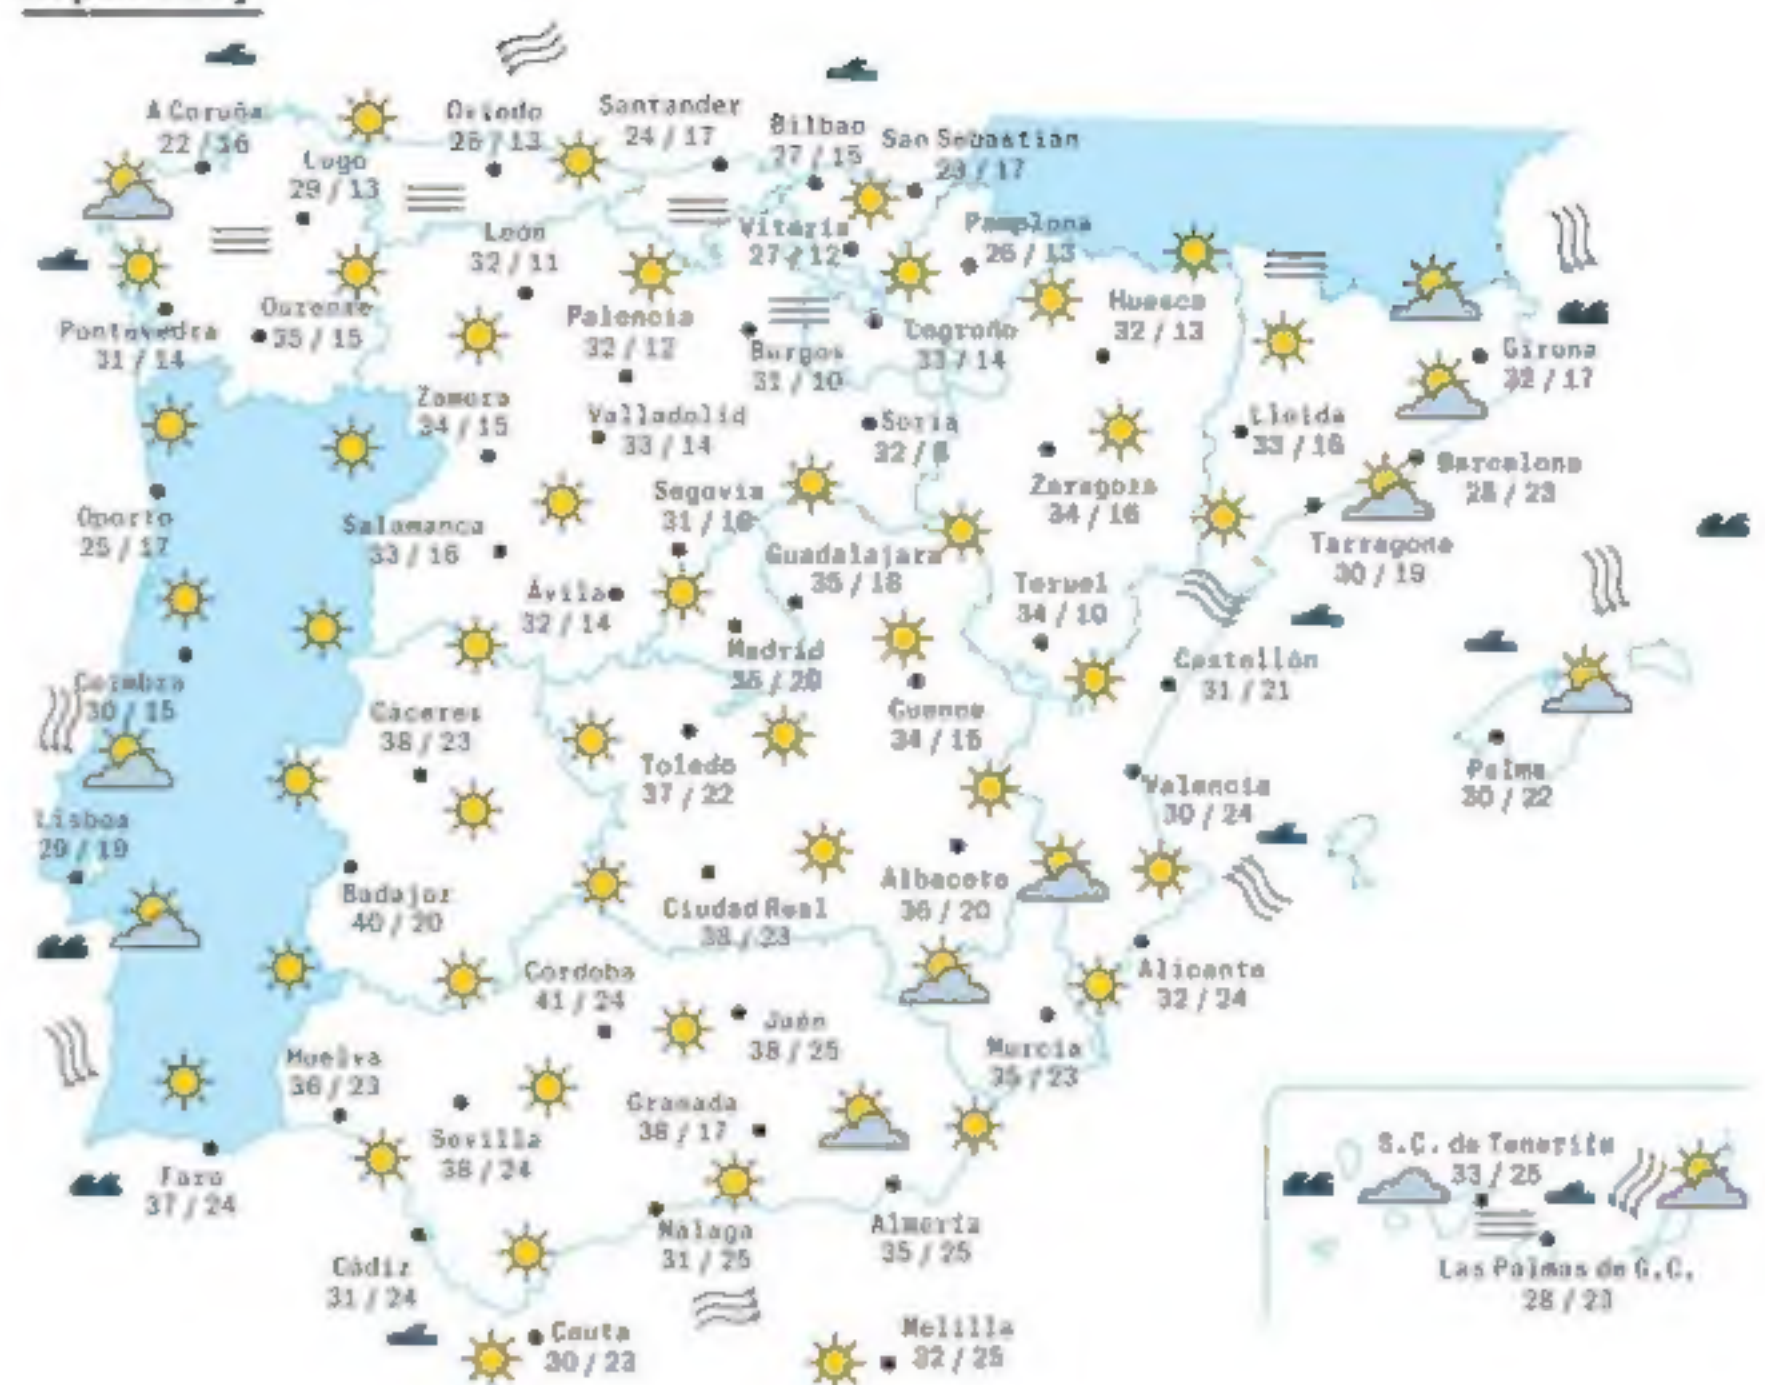 A Coruña
22 / 16
Oviedo
Santander
24 / 17
Bilbao
27 / 15
San Sebastián
Lugo
29 / 13
León
32 / 11
Vitoria
27 / 12
Pamplona
26 / 13
Pontevedra
31 / 14
Ourense
35 / 15
Palencia
32 / 12
Burgos
31 / 10
Logroño
33 / 14
Huesca
32 / 13
Girona
32 / 17
Zamora
34 / 15
Valladolid
33 / 14
Soria
Lleida
Oporto
25 / 17
Salamanca
33 / 16
Segovia
Zaragoza
34 / 16
Barcelona
Tarragona
30 / 19
Ávila
32 / 14
Guadalajara
35 / 18
Teruel
34 / 10
Madrid
Castellón
31 / 21
Coimbra
30 / 15
Cáceres
38 / 23
Toledo
37 / 22
Cuenca
34 / 15
Valencia
30 / 24
Palma
30 / 22
Lisboa
29 / 19
Badajoz
40 / 20
Ciudad Real
38 / 23
Albacete
36 / 20
Córdoba
41 / 24
Jaén
38 / 25
Alicante
32 / 24
Murcia
35 / 23
Huelva
36 / 23
Sevilla
38 / 24
Granada
Faro
37 / 24
Cádiz
31 / 24
Málaga
31 / 25
Almería
35 / 25
S.C. de Tenerife
33 / 25
Las Palmas de G.C.
28 / 23
Ceuta
30 / 23
Melilla
32 / 25